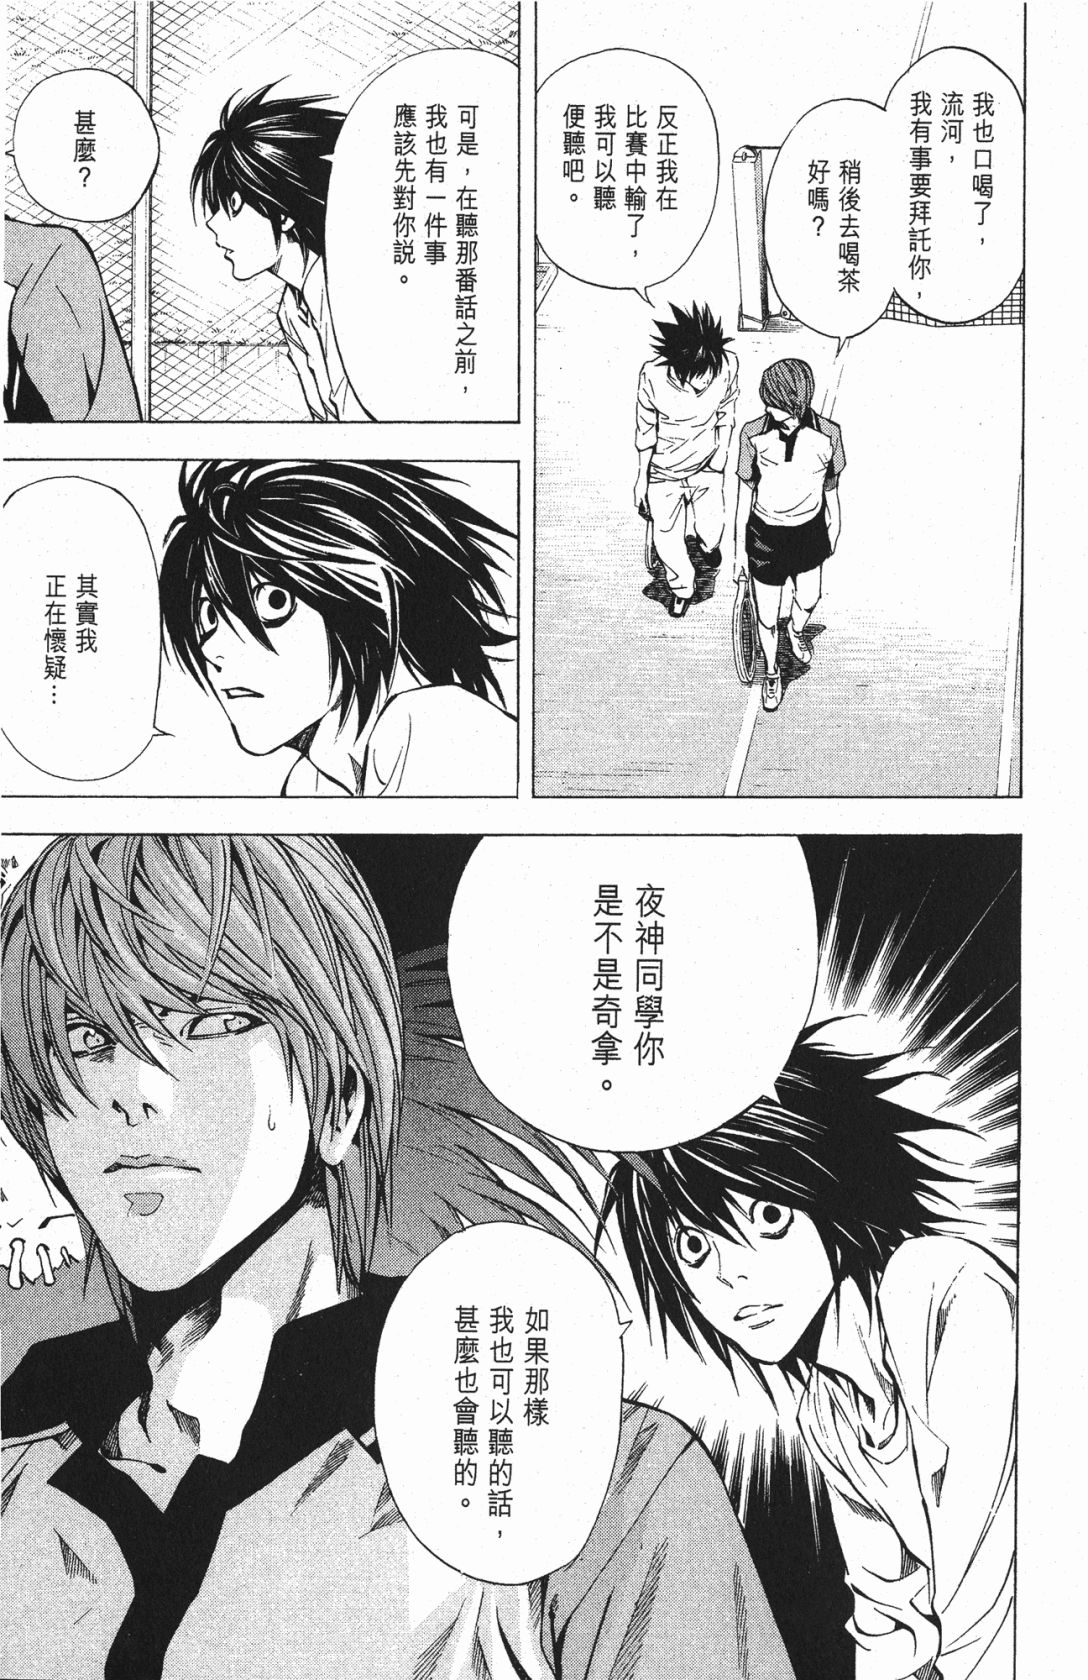 我也口喝了，
流河，
我有事要拜託你，
稍後去喝茶
好嗎？
反正我在
比賽中輸了，
我可以聽
便聽吧。
可是，在聽那番話之前，
我也有一件事
應該先對你說。
甚麼？
其實我
正在懷疑…
夜神同學你
是不是奇拿。
如果那樣
我也可以聽的話，
甚麼也會聽的。